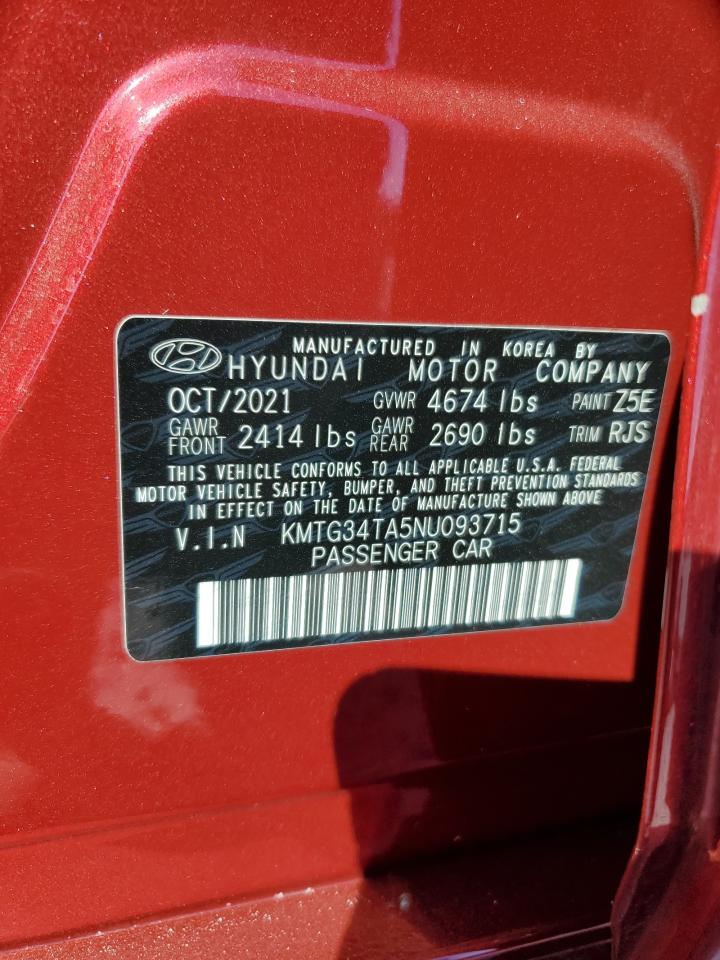 MANUFACTURED IN KOREA BY
HYUNDAI MOTOR COMPANY
OCT/2021 GVWR 4674 lbs PAINT Z5E
GAWR FRONT 2414 lbs GAWR REAR 2690 lbs TRIM RJS
THIS VEHICLE CONFORMS TO ALL APPLICABLE U.S.A. FEDERAL
MOTOR VEHICLE SAFETY, BUMPER, AND THEFT PREVENTION STANDARDS
IN EFFECT ON THE DATE OF MANUFACTURE SHOWN ABOVE
V.I.N KMTG34TA5NU093715
PASSENGER CAR